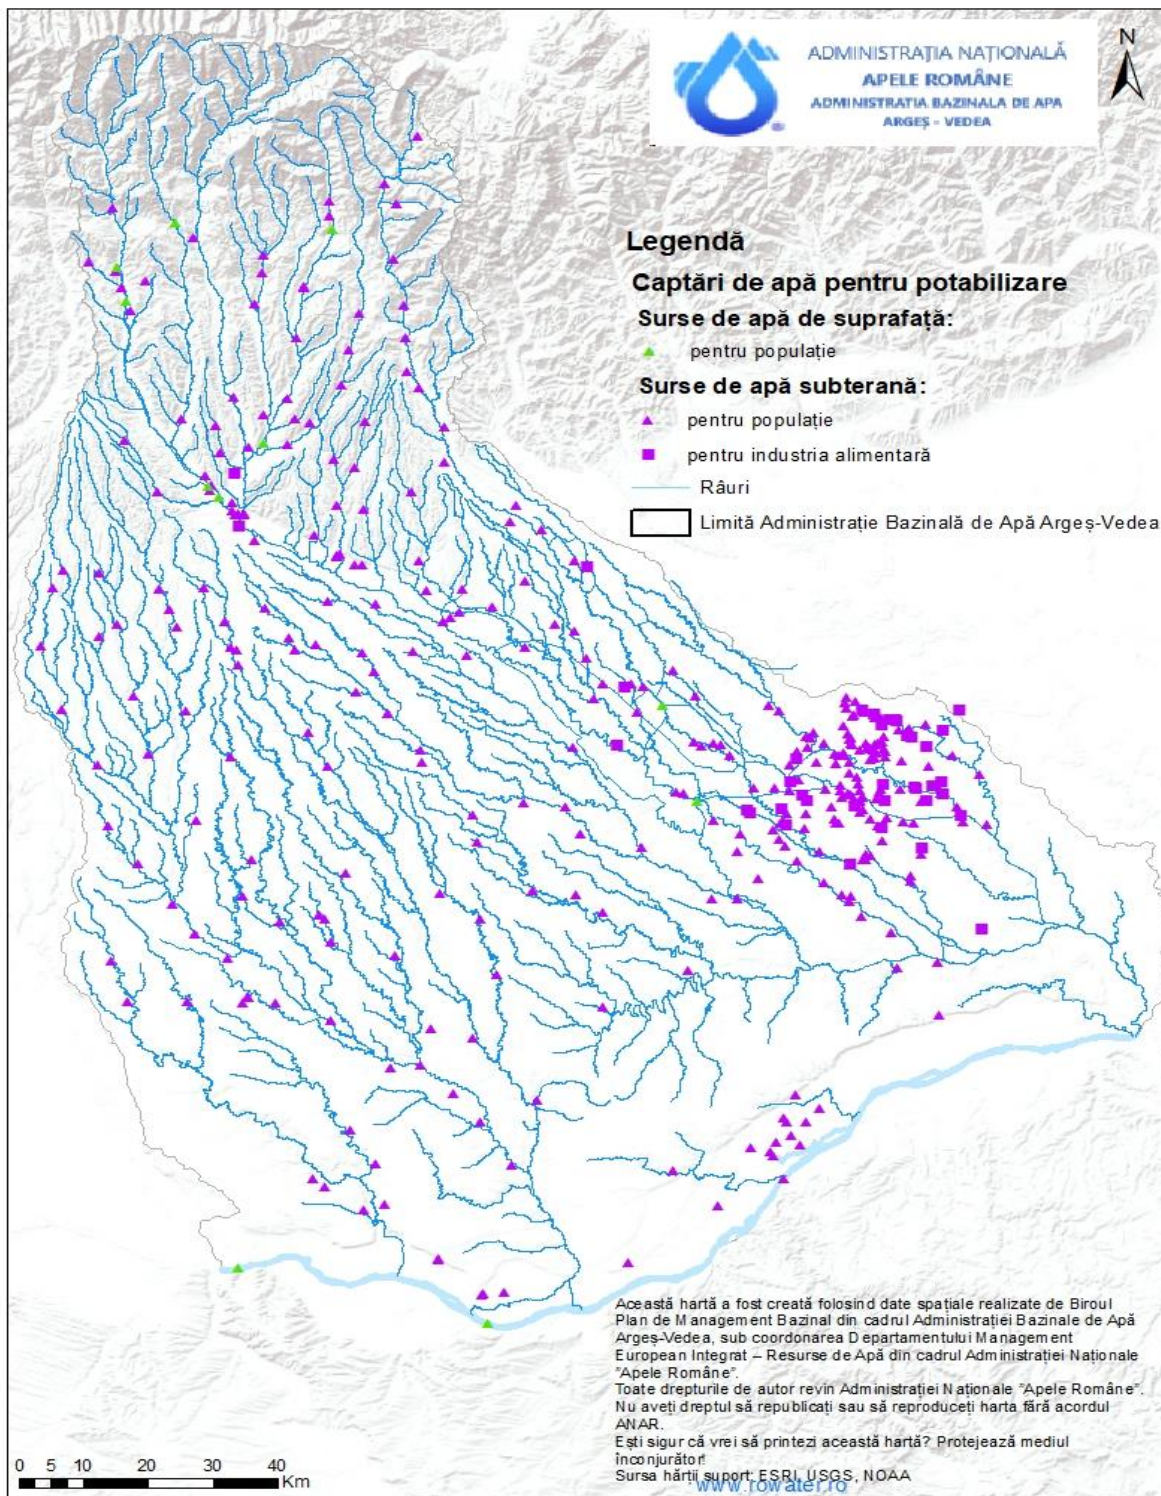 ADMINISTRAȚIA NAȚIONALĂ
APELE ROMÂNE
ADMINISTRATIA BAZINALA DE APA
ARGEȘ - VEDEA
N
Legendă
Captări de apă pentru potabilizare
Surse de apă de suprafață:
pentru populație
Surse de apă subterană:
pentru populație
pentru industria alimentară
Râuri
Limită Administrație Bazinală de Apă Argeș-Vedea
Această hartă a fost creată folosind date spațiale realizate de Biroul
Plan de Management Bazinal din cadrul Administrației Bazinale de Apă
Argeș-Vedea, sub coordonarea Departamentului Management
European Integrat – Resurse de Apă din cadrul Administrației Naționale
"Apele Române".
Toate drepturile de autor revin Administrației Naționale "Apele Române".
Nu aveți dreptul să republicați sau să reproduceți harta fără acordul
ANAR.
Ești sigur că vrei să printezi această hartă? Protejează mediul
înconjurător!
Sursa hărții suport: ESRI, USGS, NOAA
www.rowater.ro
0 5 10 20 30 40
Km